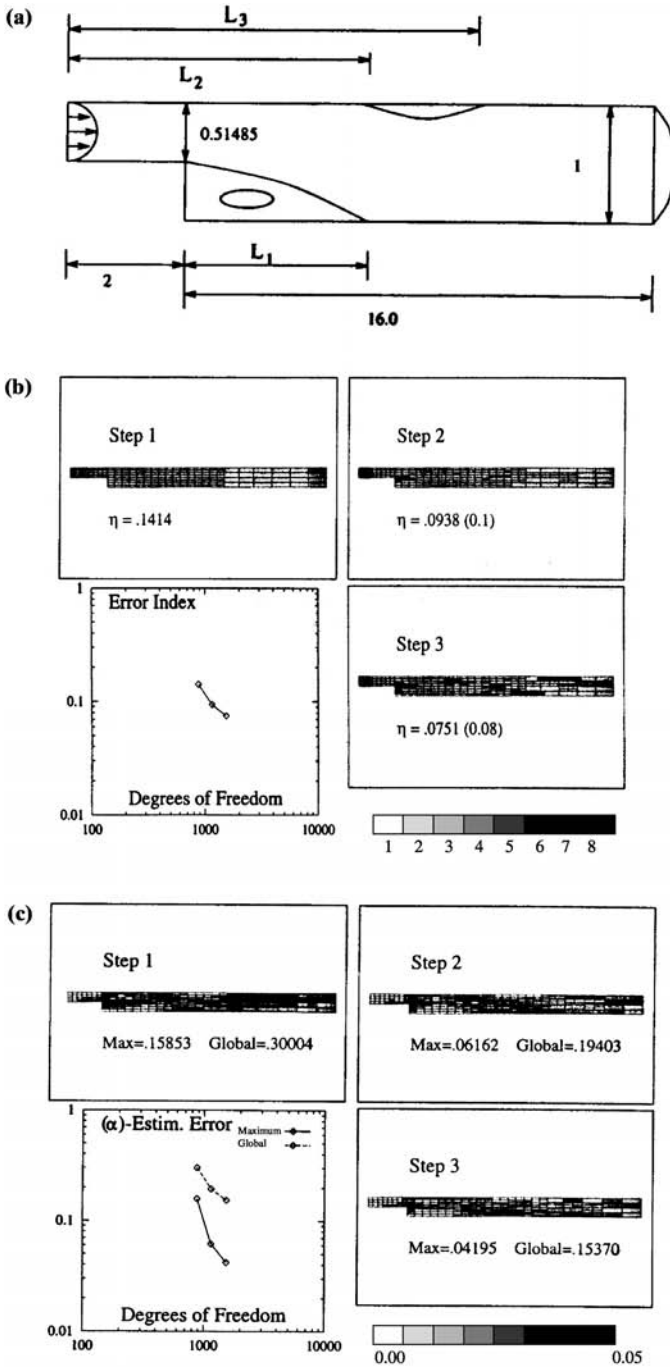 (a)
L3
L2
0.51485
1
L1
2
16.0
(b)
Step 1
η = .1414
Step 2
η = .0938 (0.1)
1
Error Index
0.1
0.01
Degrees of Freedom
100 1000 10000
Step 3
η = .0751 (0.08)
1 2 3 4 5 6 7 8
(c)
Step 1
Max=.15853 Global=.30004
Step 2
Max=.06162 Global=.19403
1
(α)-Estim. Error
Maximum
Global
0.1
0.01
Degrees of Freedom
100 1000 10000
Step 3
Max=.04195 Global=.15370
0.00 0.05